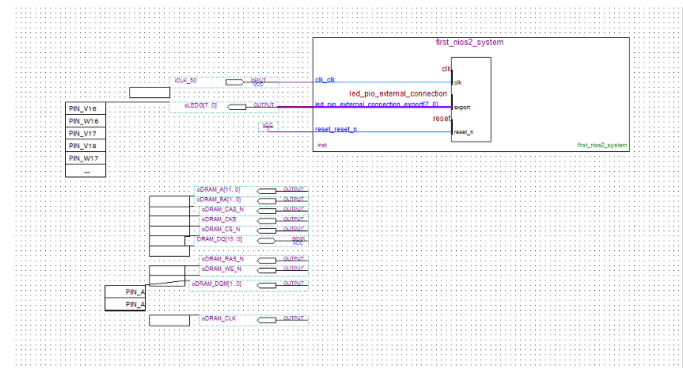 first_nios2_system
clk
iCLK_50 INPUT VCC clk_clk clk
led_pio_external_connection
oLEDG[7..0] OUTPUT led_pio_external_connection_export[7..0] export
reset
VCC reset_reset_n reset_n
inst first_nios2_system
PIN_V16
PIN_W16
PIN_V17
PIN_V18
PIN_W17
...
oDRAM_A[11..0] OUTPUT
oDRAM_BA[1..0] OUTPUT
oDRAM_CAS_N OUTPUT
oDRAM_CKE OUTPUT
oDRAM_CS_N OUTPUT
DRAM_DQ[15..0] BIDIR VCC
oDRAM_RAS_N OUTPUT
oDRAM_WE_N OUTPUT
oDRAM_DQM[1..0] OUTPUT
PIN_A
PIN_A
oDRAM_CLK OUTPUT